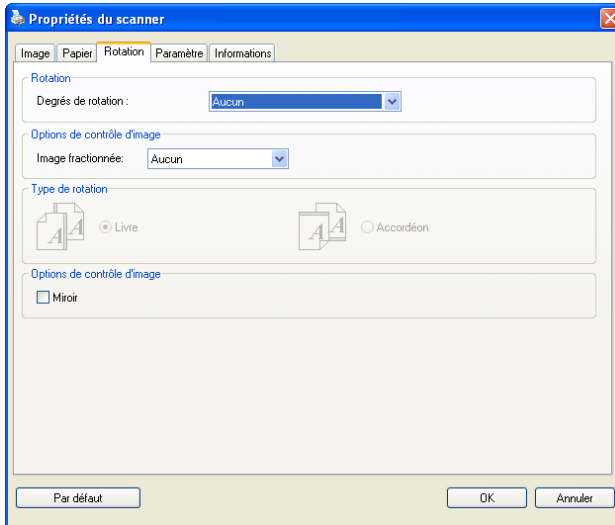 Propriétés du scanner
Image Papier Rotation Paramètre Informations
Rotation
Degrés de rotation : Aucun
Options de contrôle d'image
Image fractionnée: Aucun
Type de rotation
A A Livre A A Accordéon
Options de contrôle d'image
Miroir
Par défaut OK Annuler